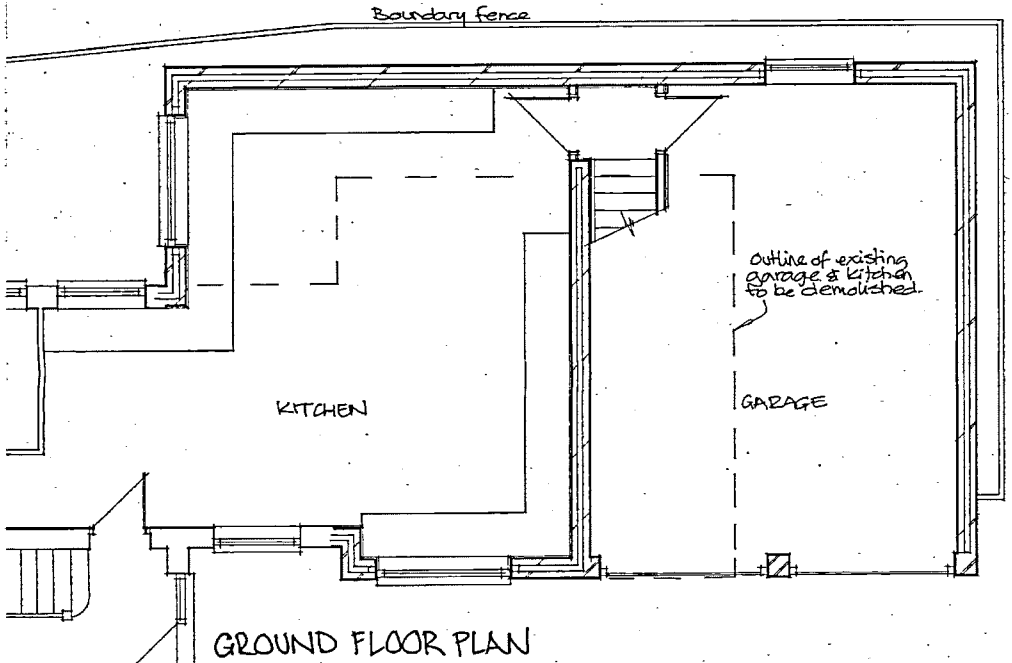 Boundary fence
Outline of existing
garage & kitchen
to be demolished.
KITCHEN
GARAGE
GROUND FLOOR PLAN